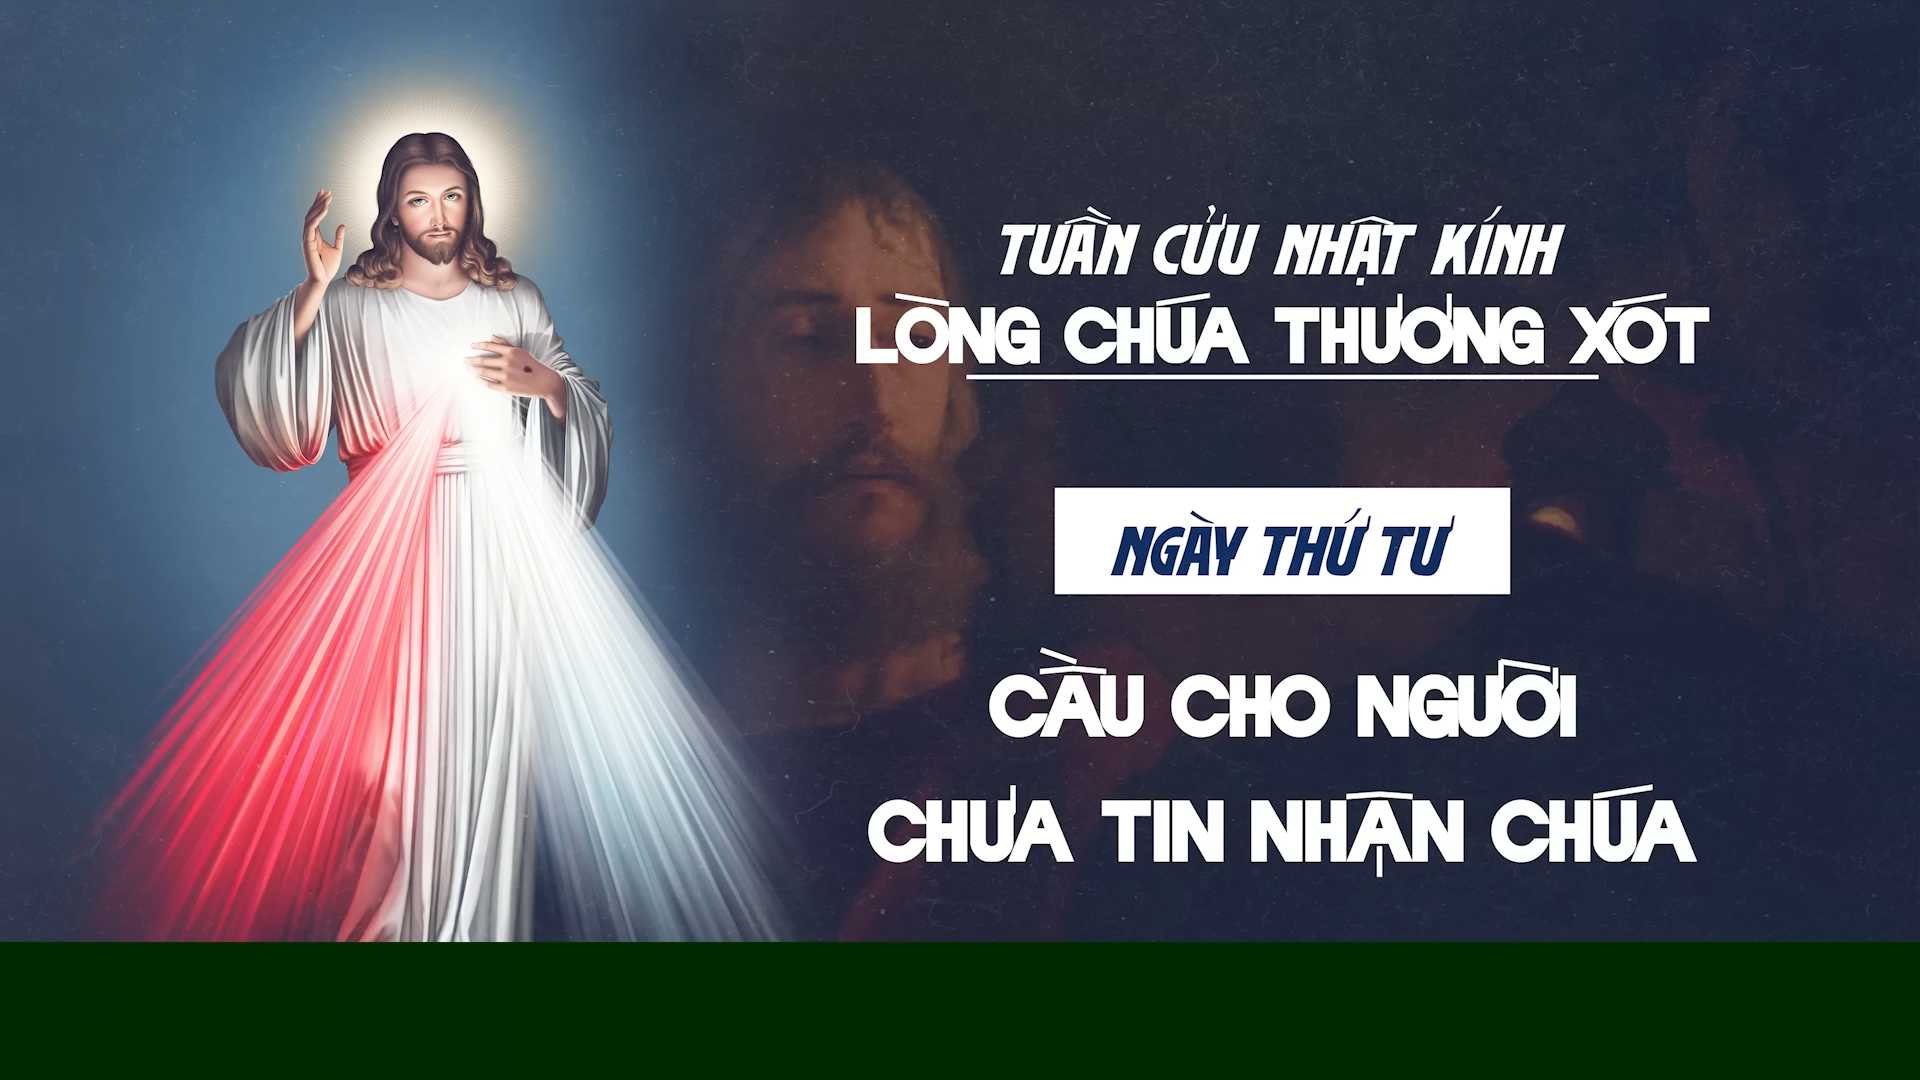 TUẦN CỬU NHẬT KÍNH
LÒNG CHÚA THƯƠNG XÓT
NGÀY THỨ TƯ
CẦU CHO NGƯỜI
CHƯA TIN NHẬN CHÚA